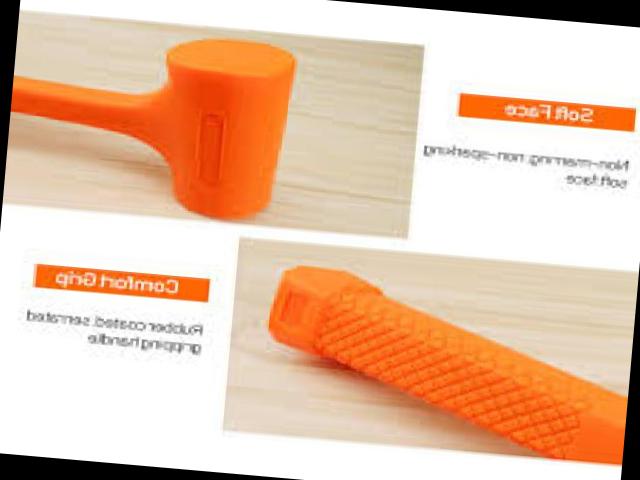 Soft Face
Non-marring, non-sparking
soft face
Comfort Grip
Rubber coated, serrated
gripping handle